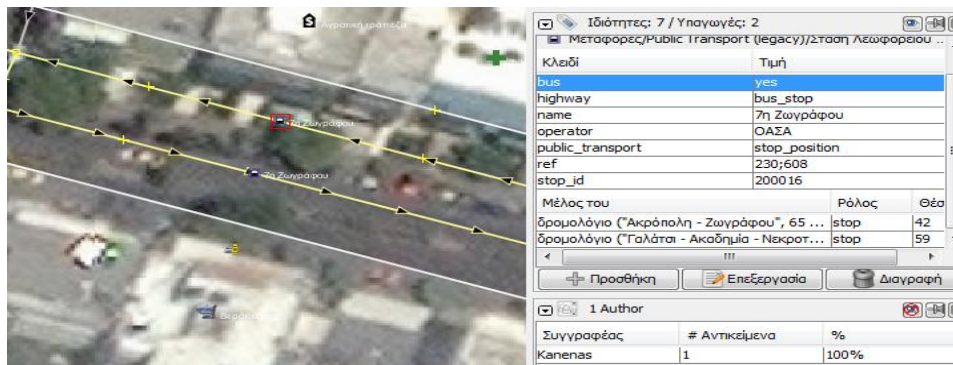 Αγροτική τράπεζα
7η Ζωγράφου
7η Ζωγράφου
Ιδιότητες: 7 / Υπαγωγές: 2
Μεταφορές/Public Transport (legacy)/Σταση Λεωφορείου ..
Κλειδί Τιμή
bus yes
highway bus_stop
name 7η Ζωγράφου
operator ΟΑΣΑ
public_transport stop_position
ref 230;608
stop_id 200016
Μέλος του Ρόλος Θέσ
δρομολόγιο ("Ακρόπολη - Ζωγράφου", 65 ... stop 42
δρομολόγιο ("Γαλάτσι - Ακαδημία - Νεκροτ... stop 59
Προσθήκη Επεξεργασία Διαγραφή
1 Author
Συγγραφέας # Αντικείμενα %
Kanenas 1 100%